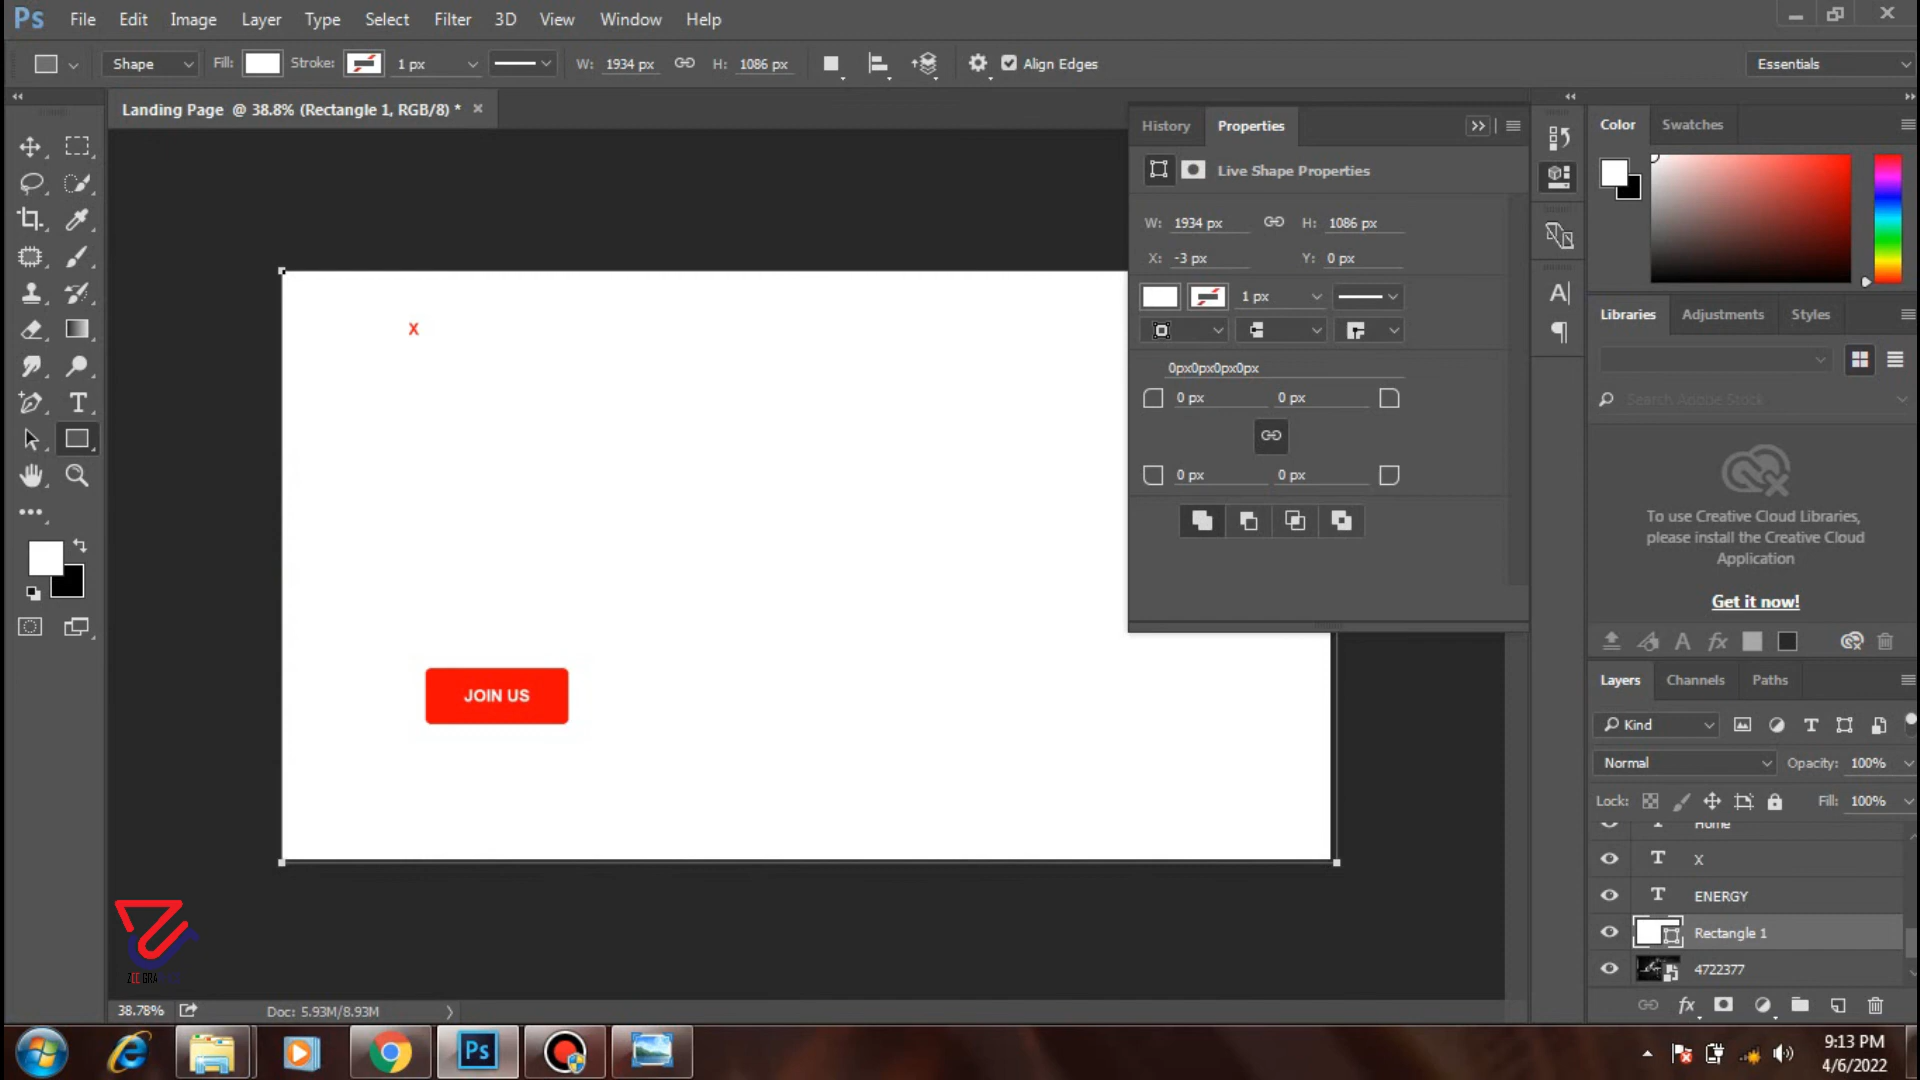 Ps File Edit Image Layer Type Select Filter 3D View Window Help
Shape Fill: Stroke: 1 px W: 1934 px H: 1086 px Align Edges Essentials
Landing Page @ 38.8% (Rectangle 1, RGB/8) * ×
History Properties
Live Shape Properties
W: 1934 px H: 1086 px
X: -3 px Y: 0 px
1 px
0px0px0px0px
0 px 0 px
0 px 0 px
Color Swatches
Libraries Adjustments Styles
Search Adobe Stock
To use Creative Cloud Libraries,
please install the Creative Cloud
Application
Get it now!
Layers Channels Paths
Kind
Normal Opacity: 100%
Lock: Fill: 100%
Home
X
ENERGY
Rectangle 1
4722377
X
JOIN US
38.78% Doc: 5.93M/8.93M
9:13 PM
4/6/2022